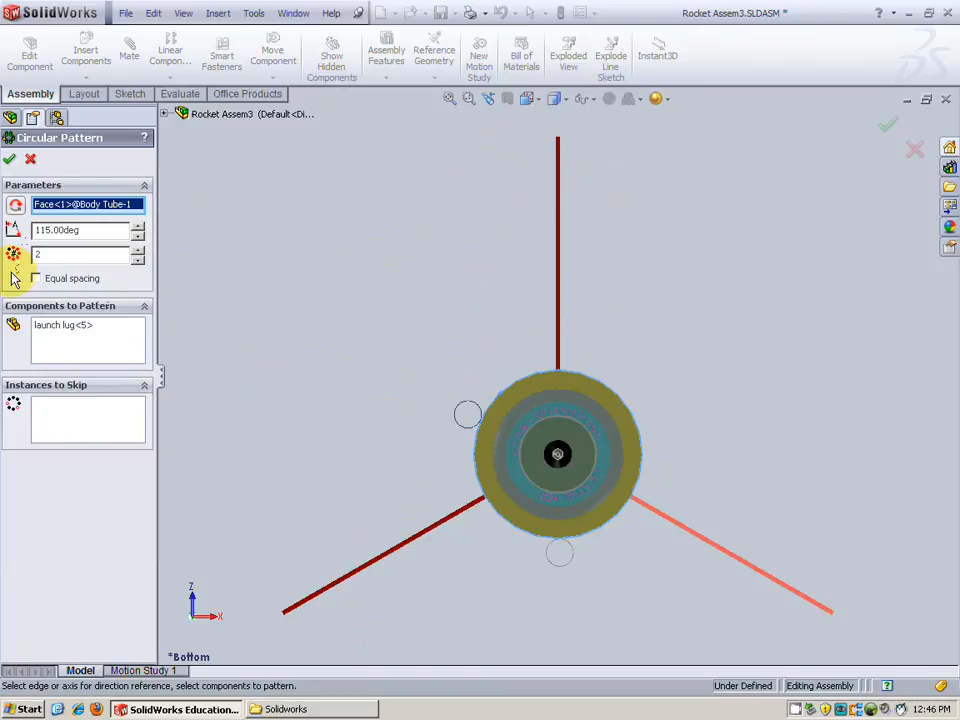 SolidWorks File Edit View Insert Tools Window Help Rocket Assem3.SLDASM *
Edit Component
Insert Components
Mate
Linear Compon...
Smart Fasteners
Move Component
Show Hidden Components
Assembly Features
Reference Geometry
New Motion Study
Bill of Materials
Exploded View
Explode Line Sketch
Instant3D
Assembly Layout Sketch Evaluate Office Products
Rocket Assem3 (Default<Di...
Circular Pattern ?
Parameters
Face<1>@Body Tube-1
115.00deg
2
Equal spacing
Components to Pattern
launch lug<5>
Instances to Skip
Z
X
*Bottom
Model Motion Study 1
Select edge or axis for direction reference, select components to pattern. Under Defined Editing Assembly
Start SolidWorks Education... Solidworks 12:46 PM